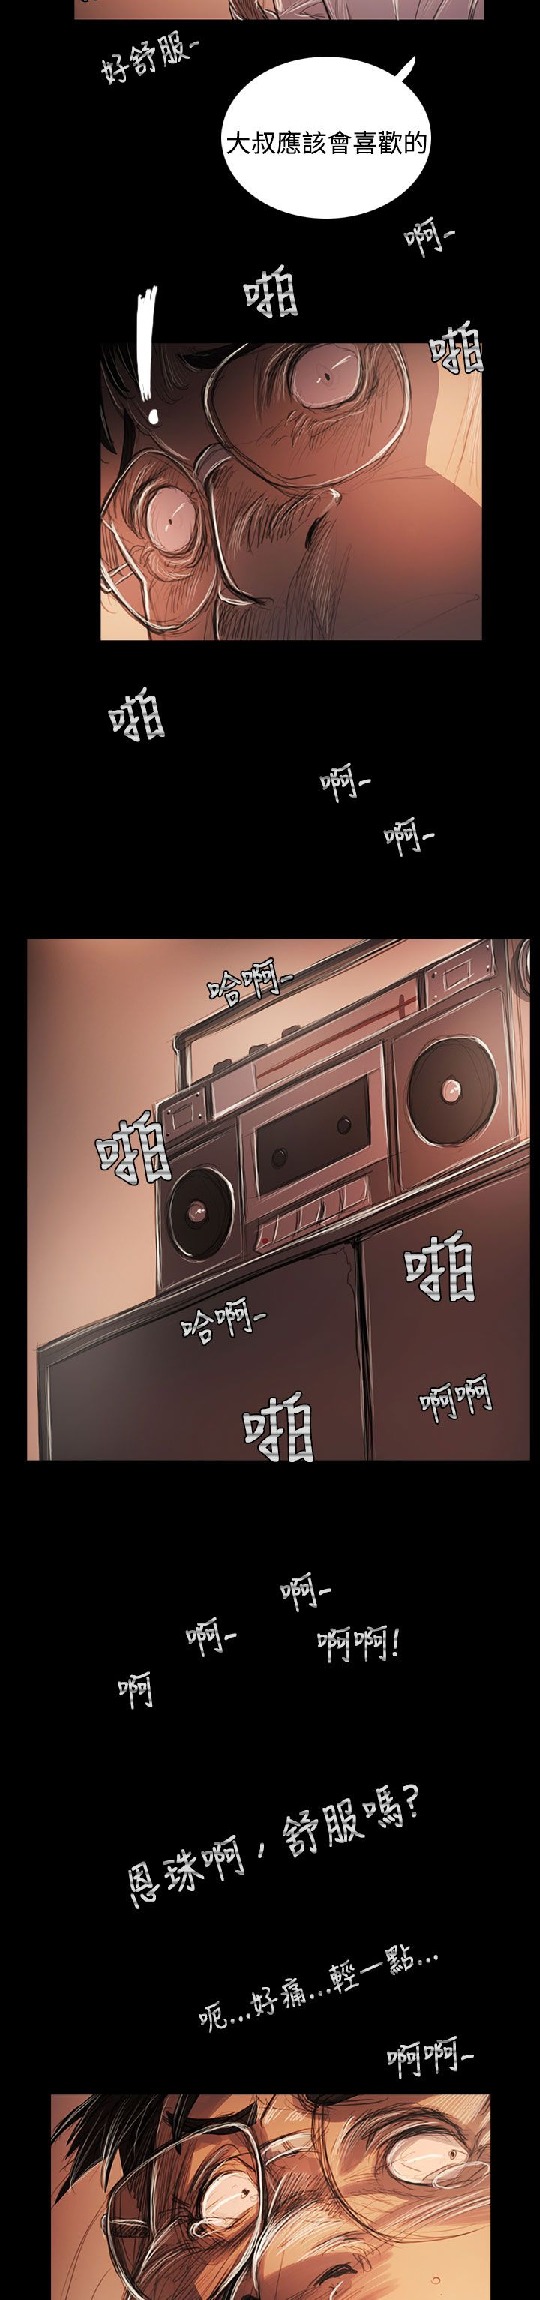 好舒服~
大叔應該會喜歡的
啊~
啪
!
啪
啪
啊~
啊~
哈啊~
啪
啪
哈啊~
啊啊
啪
啊~
啊~
啊啊!
啊
恩珠啊,舒服嗎?
呃...好痛...輕一點...
啊啊~